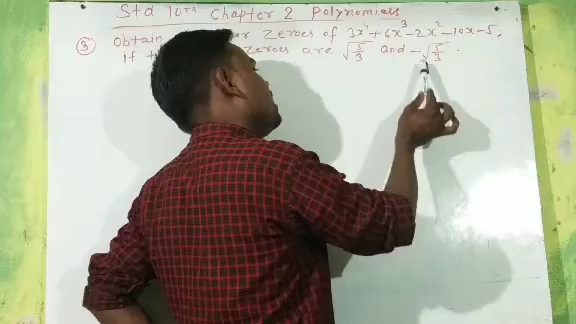 Std 10th Chapter 2 Polynomials
③ Obtain zeroes of 3x⁴+6x³-2x²-10x-5,
If zeroes are √5/3 and -√5/3.